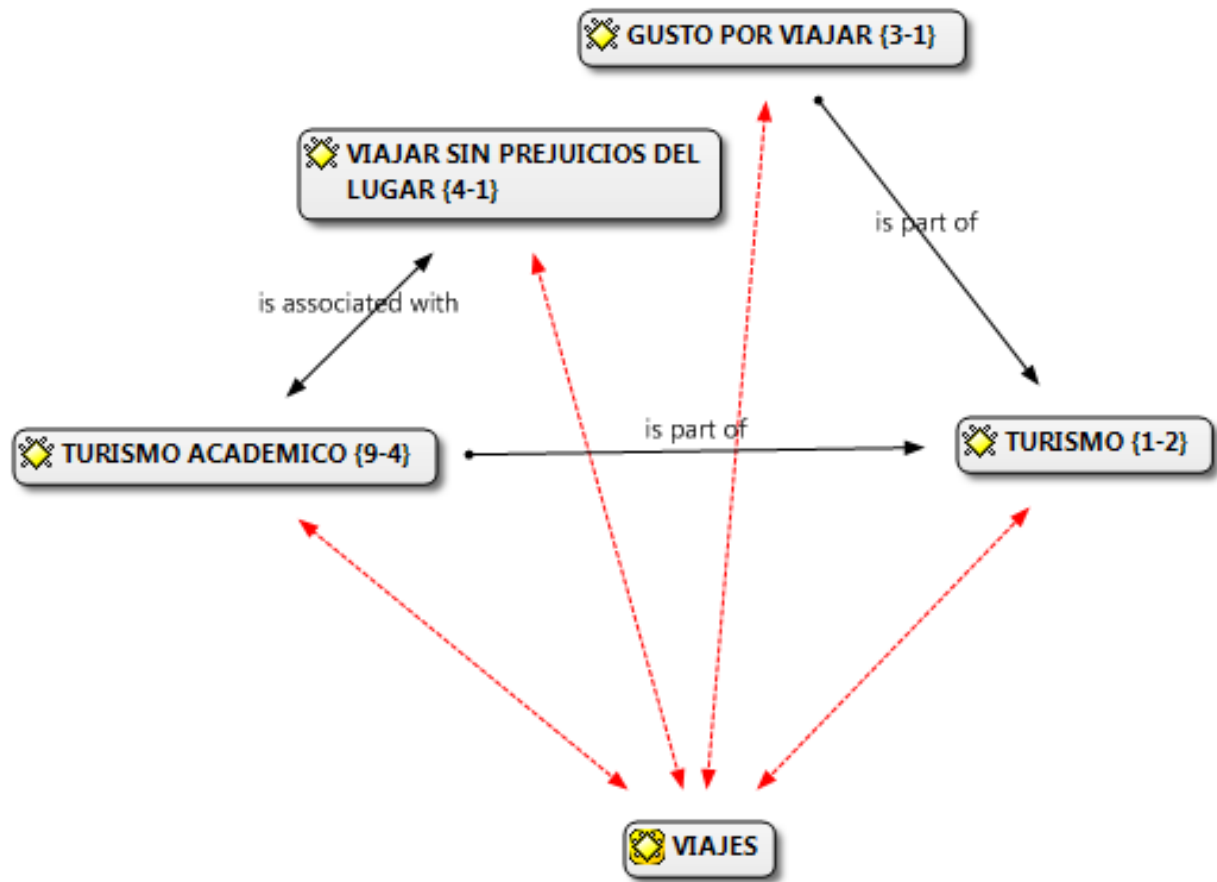 GUSTO POR VIAJAR {3-1}
VIAJAR SIN PREJUICIOS DEL
LUGAR {4-1}
is part of
is associated with
is part of
TURISMO ACADEMICO {9-4}
TURISMO {1-2}
VIAJES